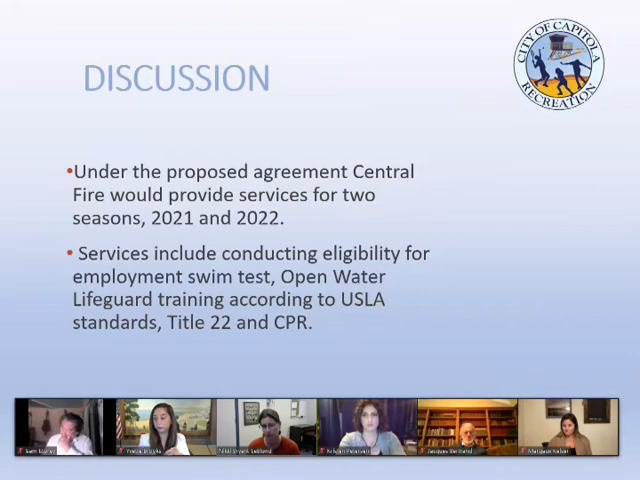 CITY OF CAPITOLA
RECREATION
DISCUSSION
•Under the proposed agreement Central
Fire would provide services for two
seasons, 2021 and 2022.
• Services include conducting eligibility for
employment swim test, Open Water
Lifeguard training according to USLA
standards, Title 22 and CPR.
Jacques Bertrand